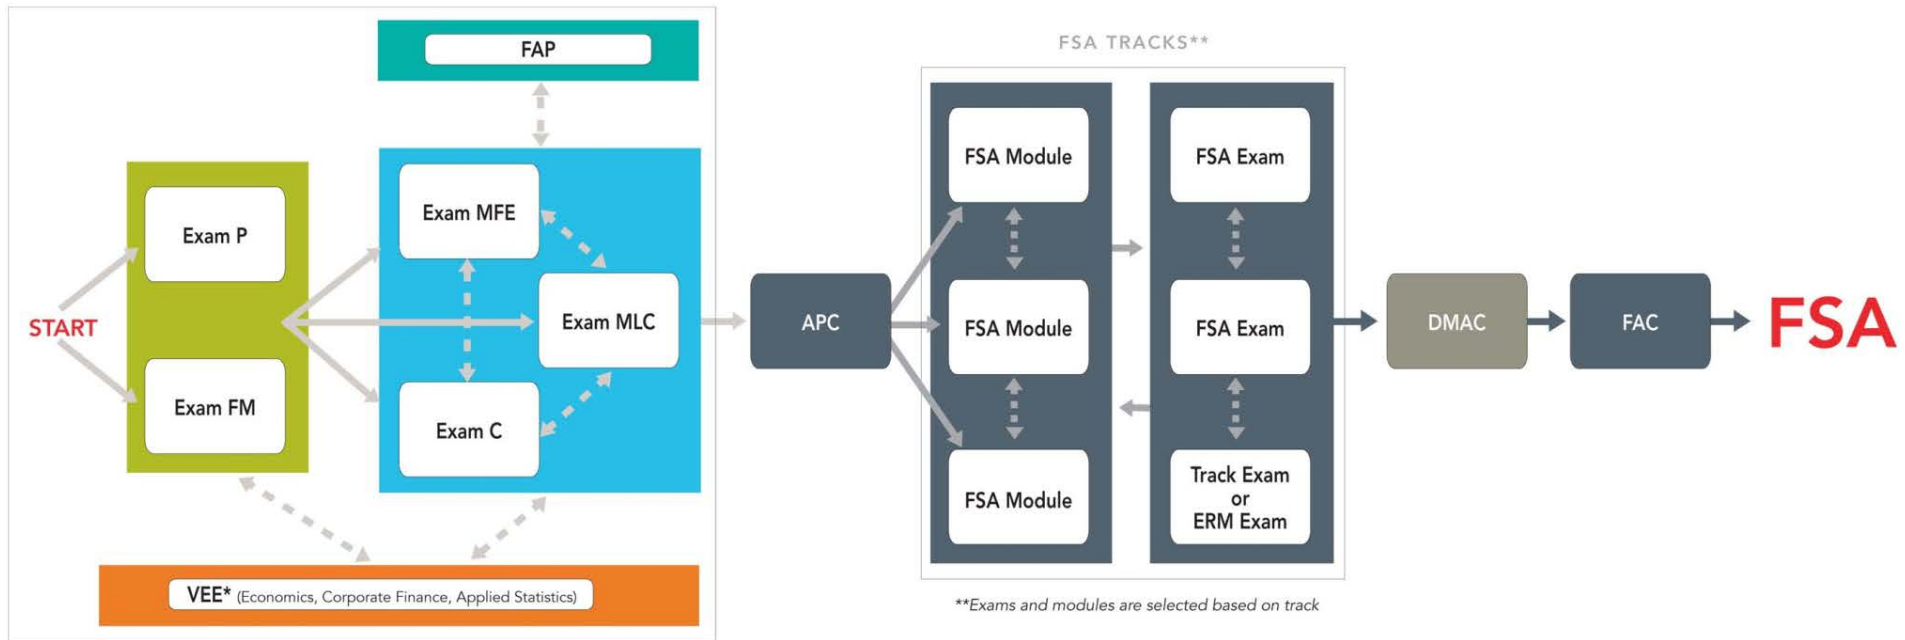 FAP
START
Exam P
Exam FM
Exam MFE
Exam MLC
Exam C
VEE* (Economics, Corporate Finance, Applied Statistics)
APC
FSA TRACKS**
FSA Module
FSA Module
FSA Module
FSA Exam
FSA Exam
Track Exam
or
ERM Exam
**Exams and modules are selected based on track
DMAC
FAC
FSA